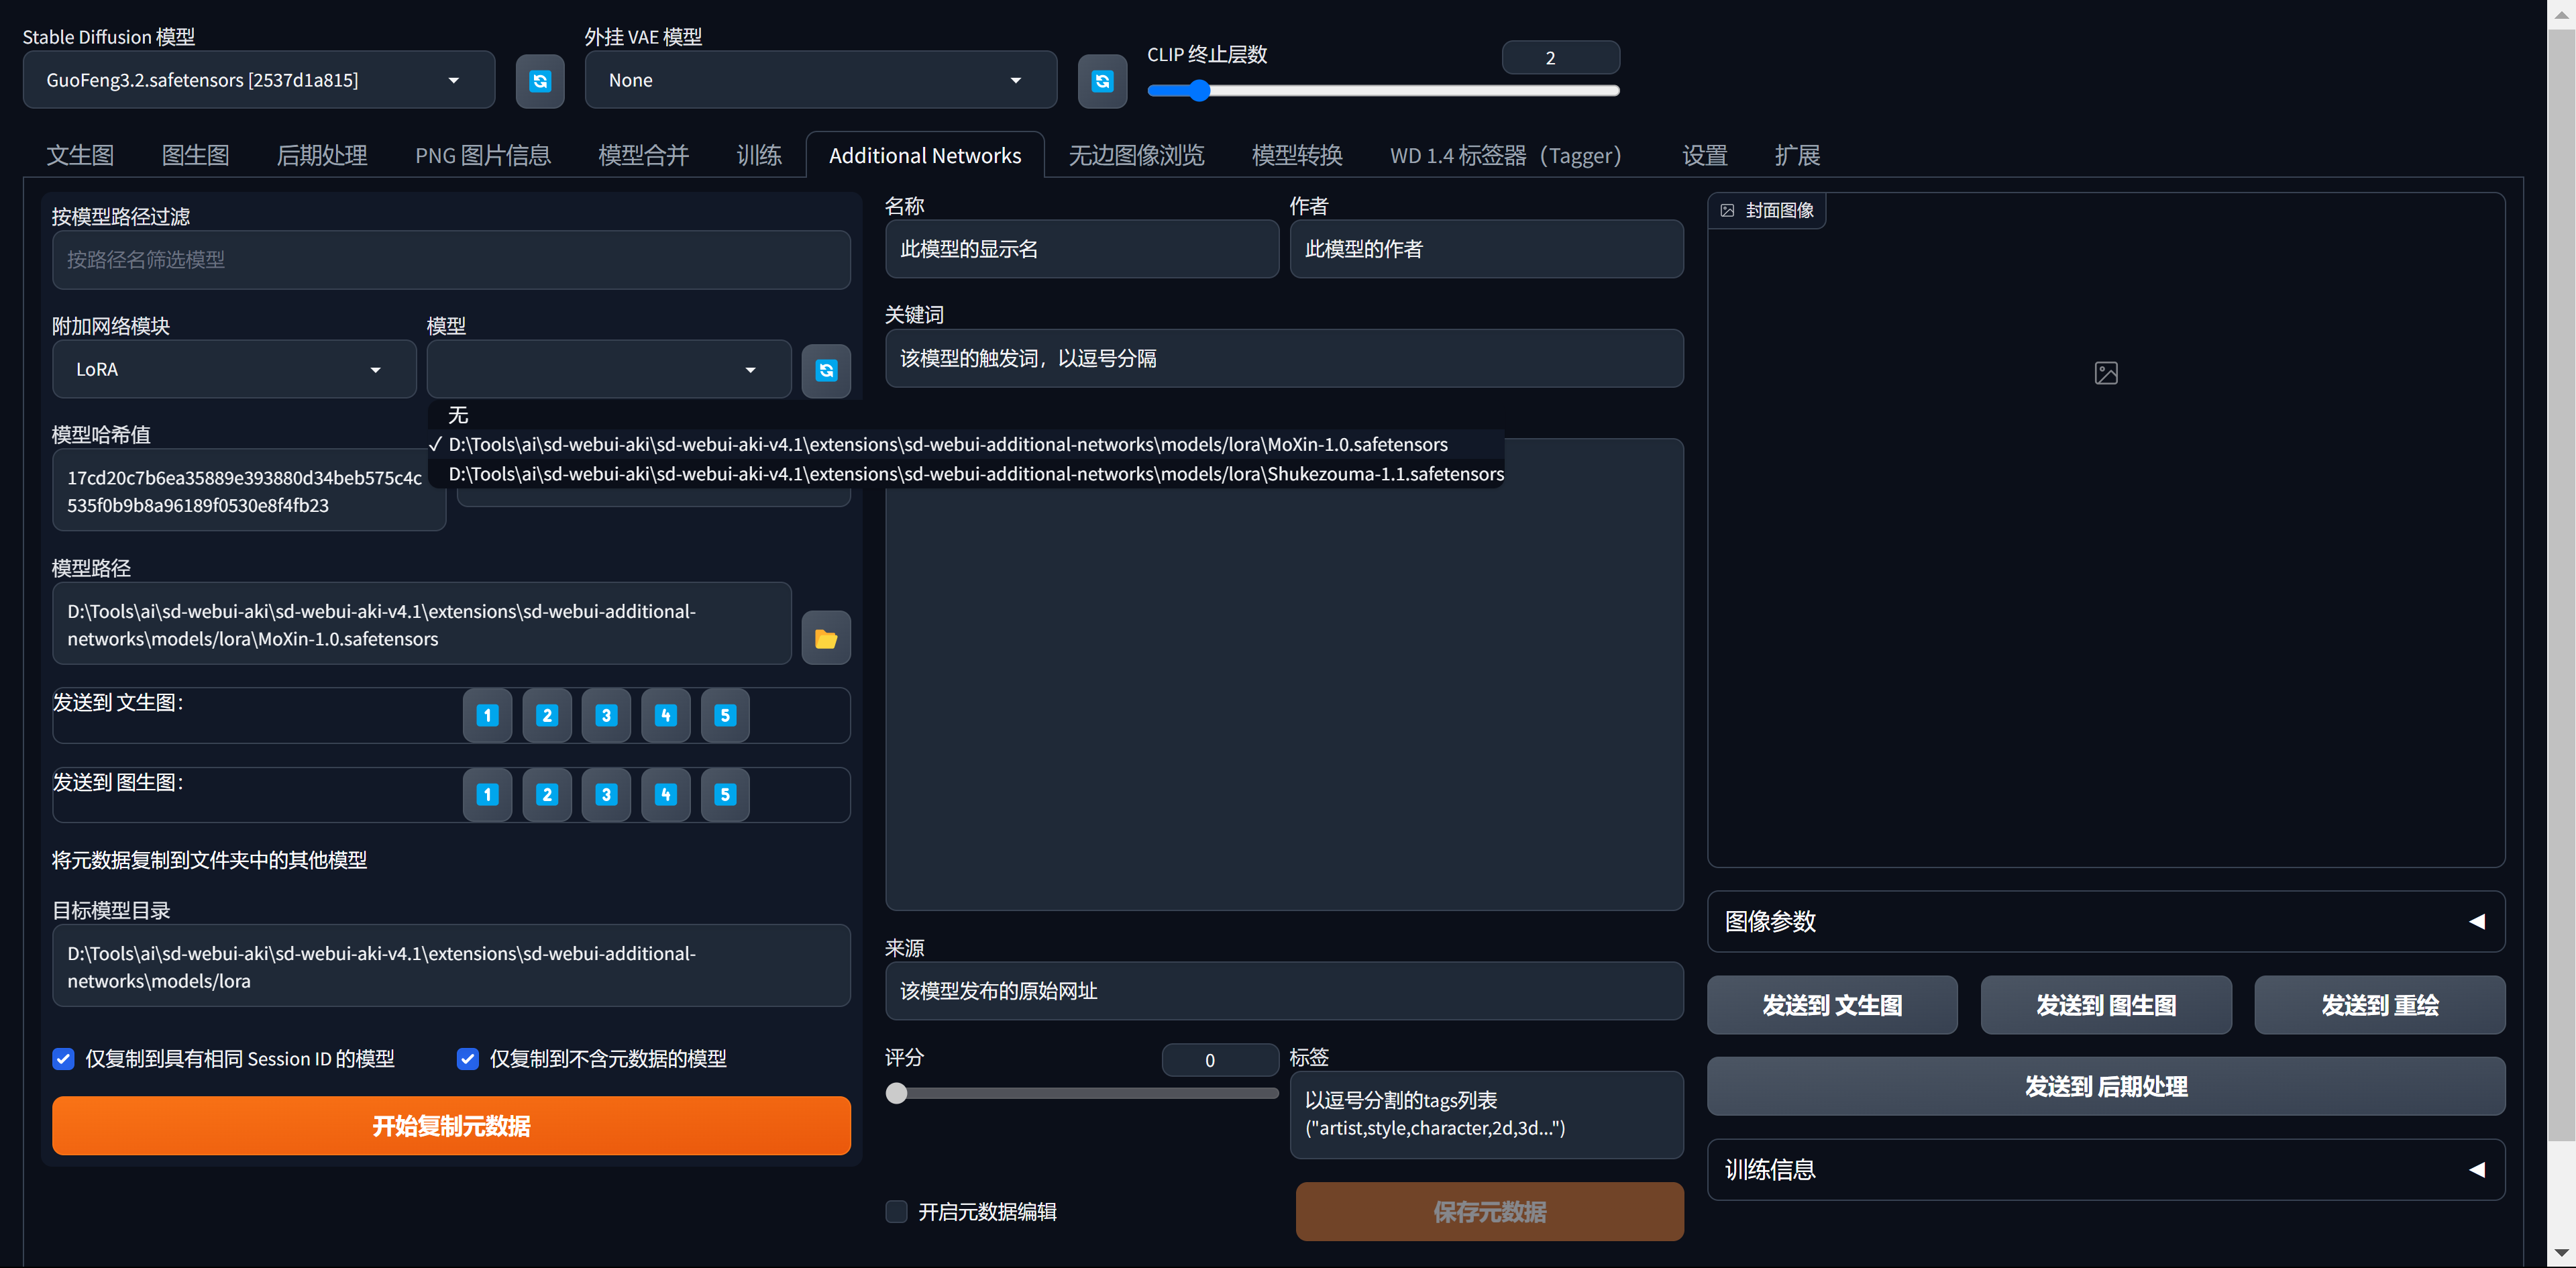 Stable Diffusion 模型
GuoFeng3.2.safetensors [2537d1a815]
外挂 VAE 模型
None
CLIP 终止层数
2
文生图
图生图
后期处理
PNG 图片信息
模型合并
训练
Additional Networks
无边图像浏览
模型转换
WD 1.4 标签器（Tagger）
设置
扩展
按模型路径过滤
按路径名筛选模型
附加网络模块
模型
LoRA
无
✓ D:\Tools\ai\sd-webui-aki\sd-webui-aki-v4.1\extensions\sd-webui-additional-networks\models/lora\MoXin-1.0.safetensors
D:\Tools\ai\sd-webui-aki\sd-webui-aki-v4.1\extensions\sd-webui-additional-networks\models/lora\Shukezouma-1.1.safetensors
模型哈希值
17cd20c7b6ea35889e393880d34beb575c4c
535f0b9b8a96189f0530e8f4fb23
模型路径
D:\Tools\ai\sd-webui-aki\sd-webui-aki-v4.1\extensions\sd-webui-additional-
networks\models/lora\MoXin-1.0.safetensors
发送到 文生图：
1 2 3 4 5
发送到 图生图：
1 2 3 4 5
将元数据复制到文件夹中的其他模型
目标模型目录
D:\Tools\ai\sd-webui-aki\sd-webui-aki-v4.1\extensions\sd-webui-additional-
networks\models/lora
仅复制到具有相同 Session ID 的模型
仅复制到不含元数据的模型
开始复制元数据
名称
此模型的显示名
作者
此模型的作者
关键词
该模型的触发词，以逗号分隔
来源
该模型发布的原始网址
评分
0
标签
以逗号分割的tags列表
("artist,style,character,2d,3d...")
开启元数据编辑
保存元数据
封面图像
图像参数
发送到 文生图
发送到 图生图
发送到 重绘
发送到 后期处理
训练信息